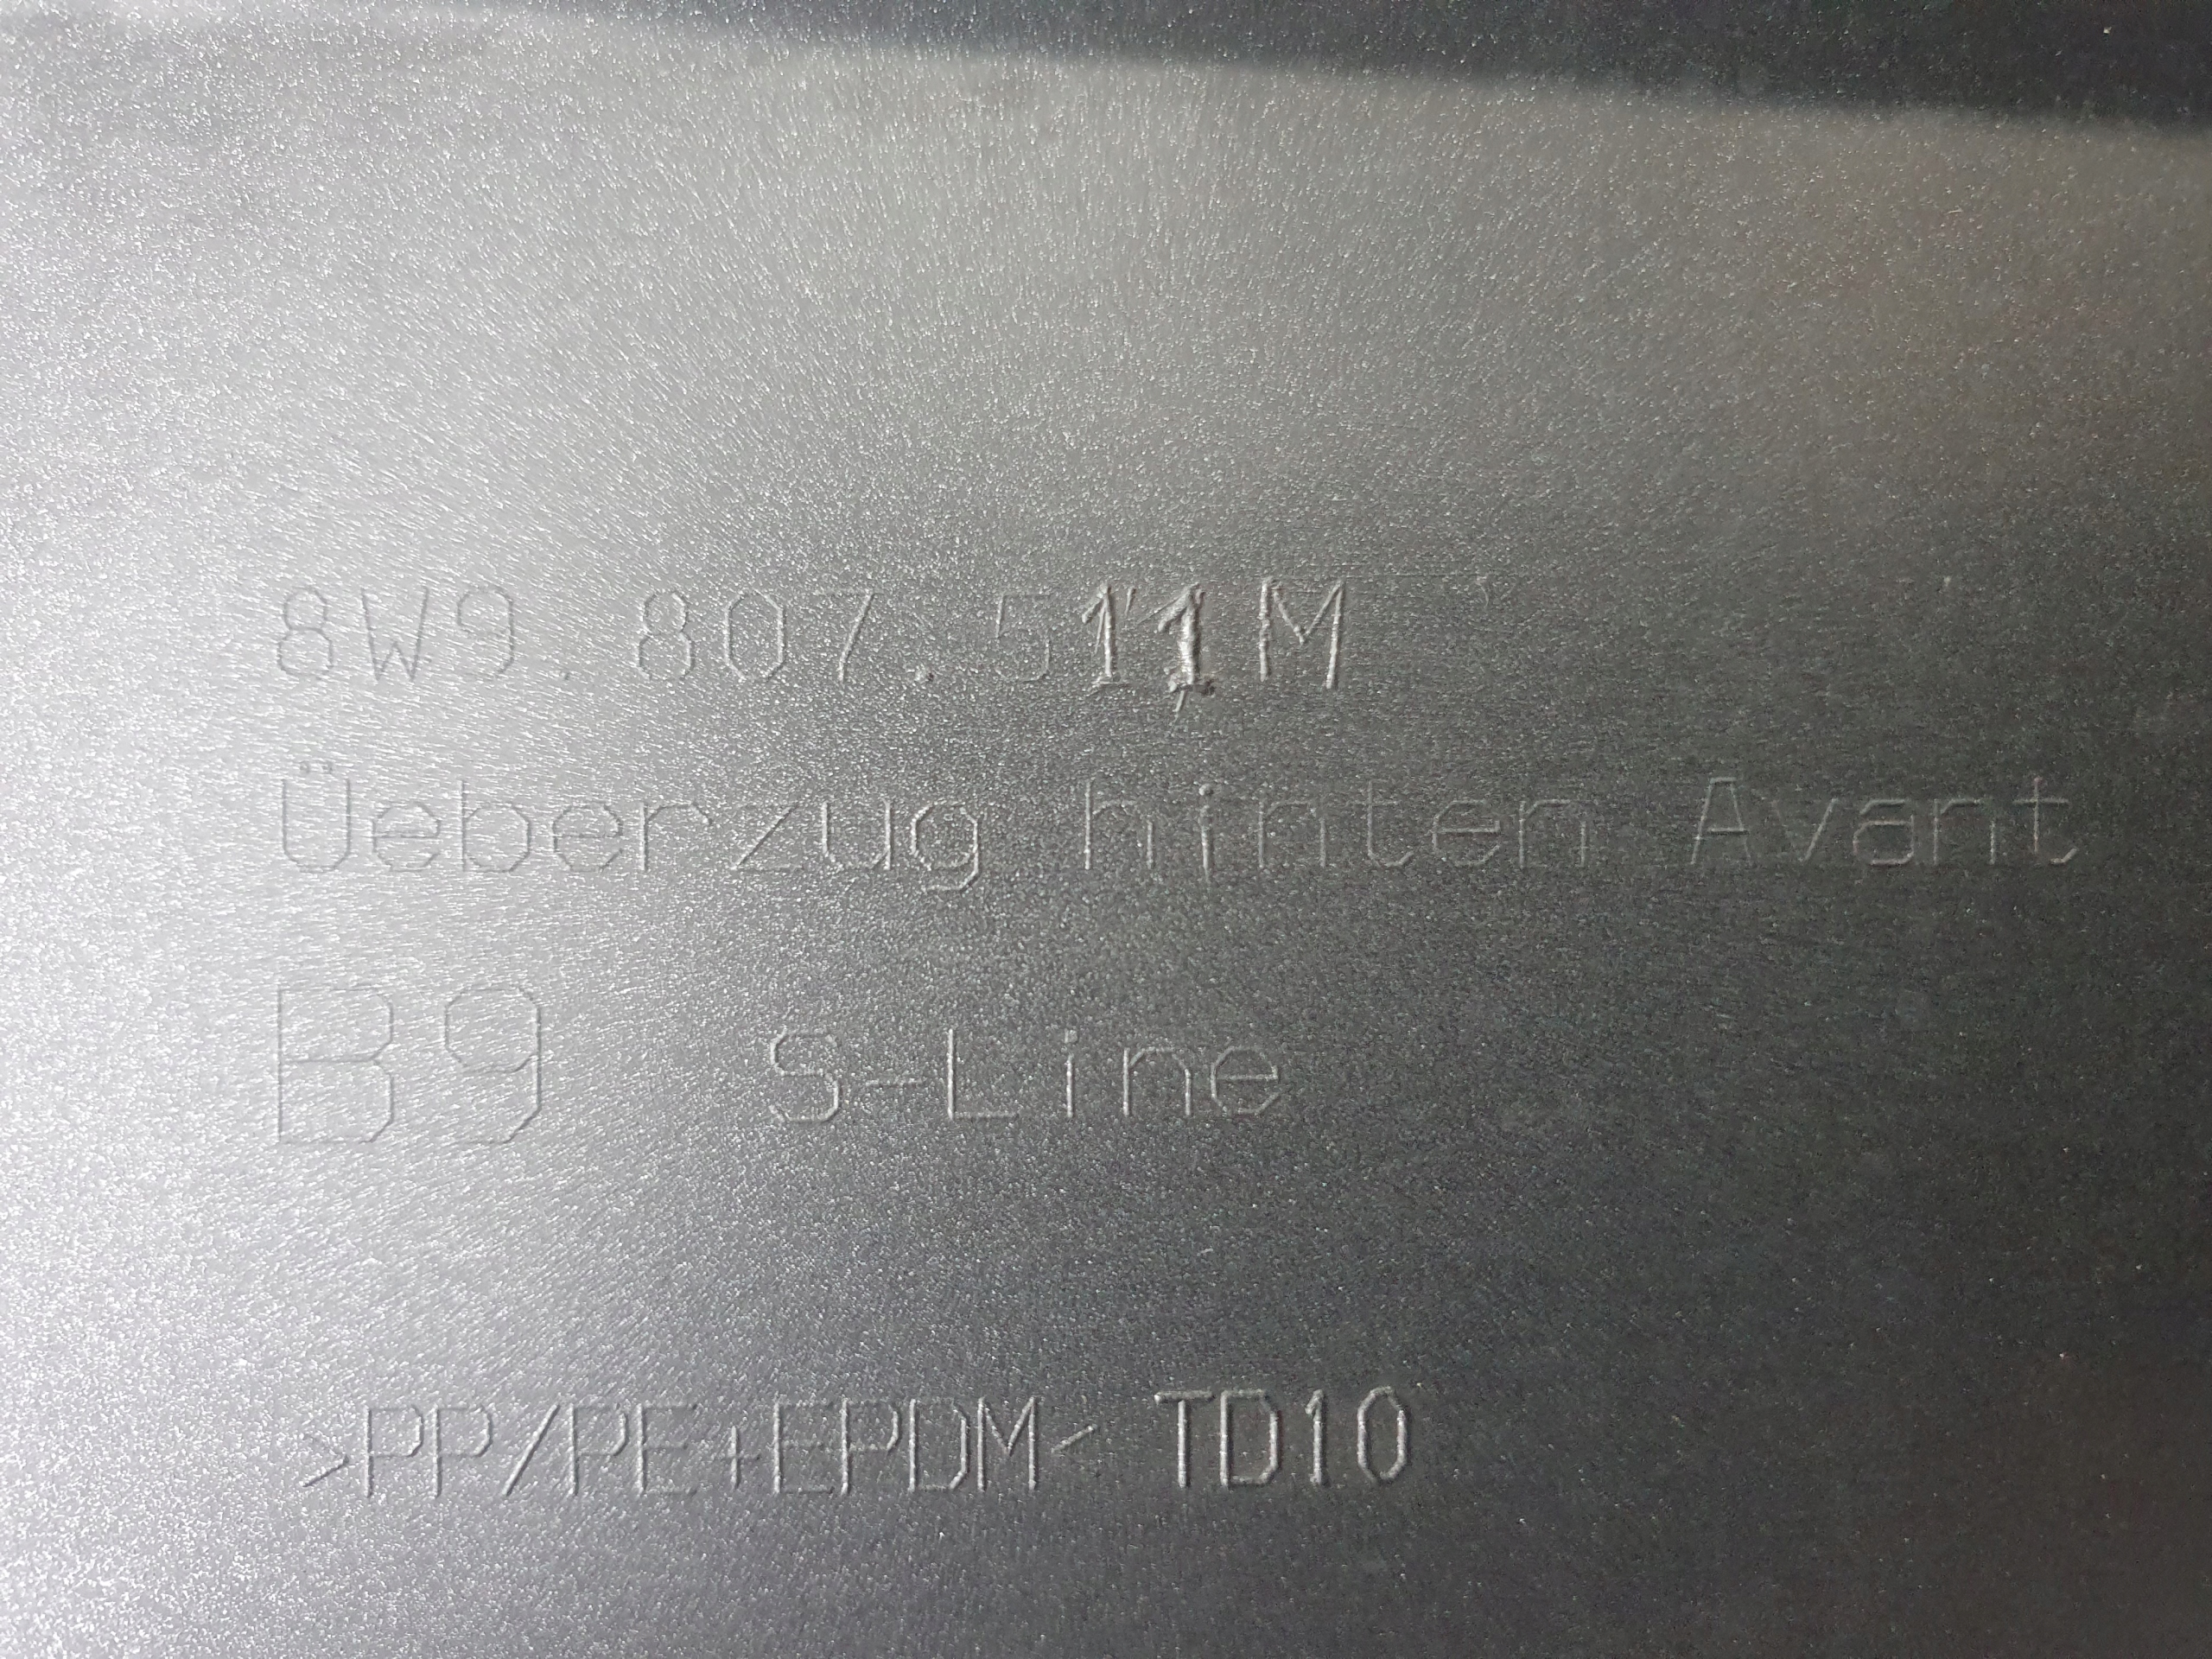 8W9.807.511M
Üeberzug hinten Avant
B9 S-Line
>PP/PE+EPDM< TD10